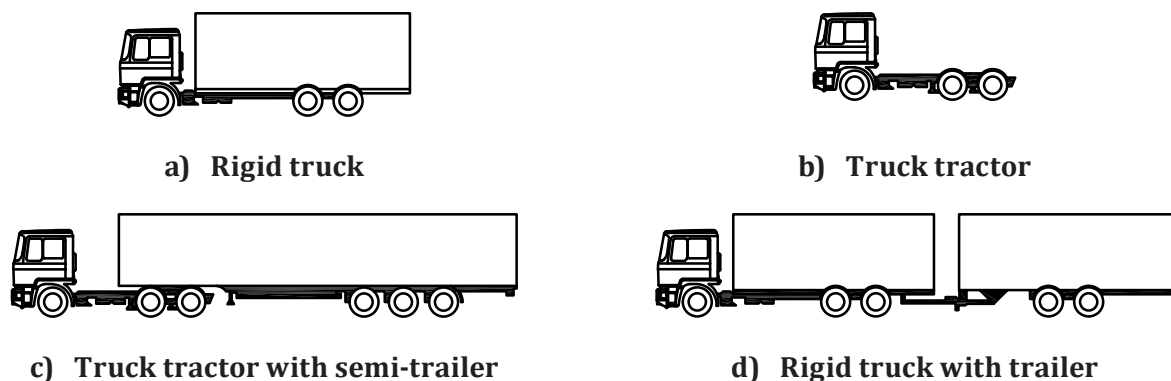 a) Rigid truck
b) Truck tractor
c) Truck tractor with semi-trailer
d) Rigid truck with trailer